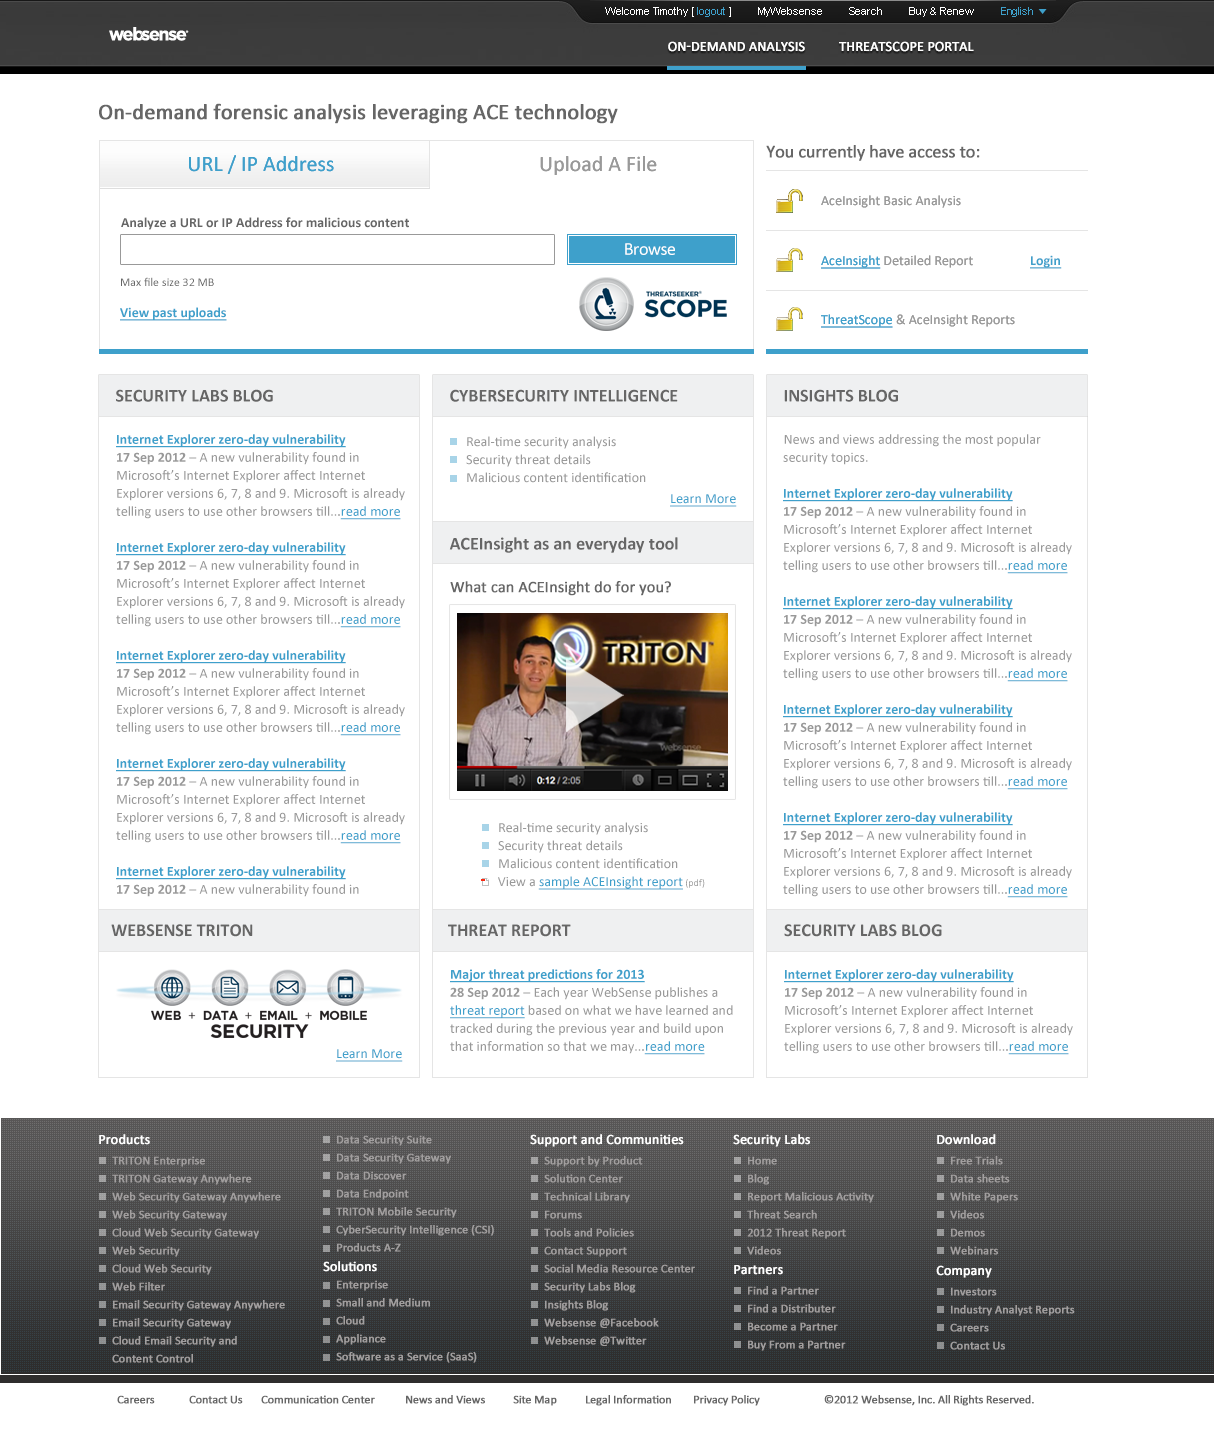 Welcome Timothy [ logout ]
MyWebsense
Search
Buy & Renew
English
websense
ON-DEMAND ANALYSIS
THREATSCOPE PORTAL
On-demand forensic analysis leveraging ACE technology
URL / IP Address
Upload A File
Analyze a URL or IP Address for malicious content
Browse
Max file size 32 MB
View past uploads
THREATSEEKER®
SCOPE
You currently have access to:
AceInsight Basic Analysis
AceInsight Detailed Report
Login
ThreatScope & AceInsight Reports
SECURITY LABS BLOG
Internet Explorer zero-day vulnerability
17 Sep 2012 – A new vulnerability found in
Microsoft's Internet Explorer affect Internet
Explorer versions 6, 7, 8 and 9. Microsoft is already
telling users to use other browsers till...read more
Internet Explorer zero-day vulnerability
17 Sep 2012 – A new vulnerability found in
Microsoft's Internet Explorer affect Internet
Explorer versions 6, 7, 8 and 9. Microsoft is already
telling users to use other browsers till...read more
Internet Explorer zero-day vulnerability
17 Sep 2012 – A new vulnerability found in
Microsoft's Internet Explorer affect Internet
Explorer versions 6, 7, 8 and 9. Microsoft is already
telling users to use other browsers till...read more
Internet Explorer zero-day vulnerability
17 Sep 2012 – A new vulnerability found in
Microsoft's Internet Explorer affect Internet
Explorer versions 6, 7, 8 and 9. Microsoft is already
telling users to use other browsers till...read more
Internet Explorer zero-day vulnerability
17 Sep 2012 – A new vulnerability found in
CYBERSECURITY INTELLIGENCE
Real-time security analysis
Security threat details
Malicious content identification
Learn More
ACEInsight as an everyday tool
What can ACEInsight do for you?
TRITON™
websense
0:12 / 2:05
Real-time security analysis
Security threat details
Malicious content identification
View a sample ACEInsight report (pdf)
INSIGHTS BLOG
News and views addressing the most popular
security topics.
Internet Explorer zero-day vulnerability
17 Sep 2012 – A new vulnerability found in
Microsoft's Internet Explorer affect Internet
Explorer versions 6, 7, 8 and 9. Microsoft is already
telling users to use other browsers till...read more
Internet Explorer zero-day vulnerability
17 Sep 2012 – A new vulnerability found in
Microsoft's Internet Explorer affect Internet
Explorer versions 6, 7, 8 and 9. Microsoft is already
telling users to use other browsers till...read more
Internet Explorer zero-day vulnerability
17 Sep 2012 – A new vulnerability found in
Microsoft's Internet Explorer affect Internet
Explorer versions 6, 7, 8 and 9. Microsoft is already
telling users to use other browsers till...read more
Internet Explorer zero-day vulnerability
17 Sep 2012 – A new vulnerability found in
Microsoft's Internet Explorer affect Internet
Explorer versions 6, 7, 8 and 9. Microsoft is already
telling users to use other browsers till...read more
WEBSENSE TRITON
WEB + DATA + EMAIL + MOBILE
SECURITY
Learn More
THREAT REPORT
Major threat predictions for 2013
28 Sep 2012 – Each year WebSense publishes a
threat report based on what we have learned and
tracked during the previous year and build upon
that information so that we may...read more
SECURITY LABS BLOG
Internet Explorer zero-day vulnerability
17 Sep 2012 – A new vulnerability found in
Microsoft's Internet Explorer affect Internet
Explorer versions 6, 7, 8 and 9. Microsoft is already
telling users to use other browsers till...read more
Products
TRITON Enterprise
TRITON Gateway Anywhere
Web Security Gateway Anywhere
Web Security Gateway
Cloud Web Security Gateway
Web Security
Cloud Web Security
Web Filter
Email Security Gateway Anywhere
Email Security Gateway
Cloud Email Security and
Content Control
Data Security Suite
Data Security Gateway
Data Discover
Data Endpoint
TRITON Mobile Security
CyberSecurity Intelligence (CSI)
Products A-Z
Solutions
Enterprise
Small and Medium
Cloud
Appliance
Software as a Service (SaaS)
Support and Communities
Support by Product
Solution Center
Technical Library
Forums
Tools and Policies
Contact Support
Social Media Resource Center
Security Labs Blog
Insights Blog
Websense @Facebook
Websense @Twitter
Security Labs
Home
Blog
Report Malicious Activity
Threat Search
2012 Threat Report
Videos
Partners
Find a Partner
Find a Distributer
Become a Partner
Buy From a Partner
Download
Free Trials
Data sheets
White Papers
Videos
Demos
Webinars
Company
Investors
Industry Analyst Reports
Careers
Contact Us
Careers
Contact Us
Communication Center
News and Views
Site Map
Legal Information
Privacy Policy
©2012 Websense, Inc. All Rights Reserved.